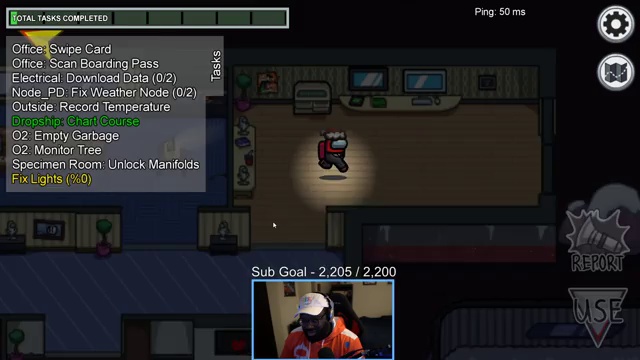 TOTAL TASKS COMPLETED
Ping: 50 ms
Office: Swipe Card
Office: Scan Boarding Pass
Electrical: Download Data (0/2)
Node_PD: Fix Weather Node (0/2)
Outside: Record Temperature
Dropship: Chart Course
O2: Empty Garbage
O2: Monitor Tree
Specimen Room: Unlock Manifolds
Fix Lights (%0)
Tasks
REPORT
USE
Sub Goal - 2,205 / 2,200